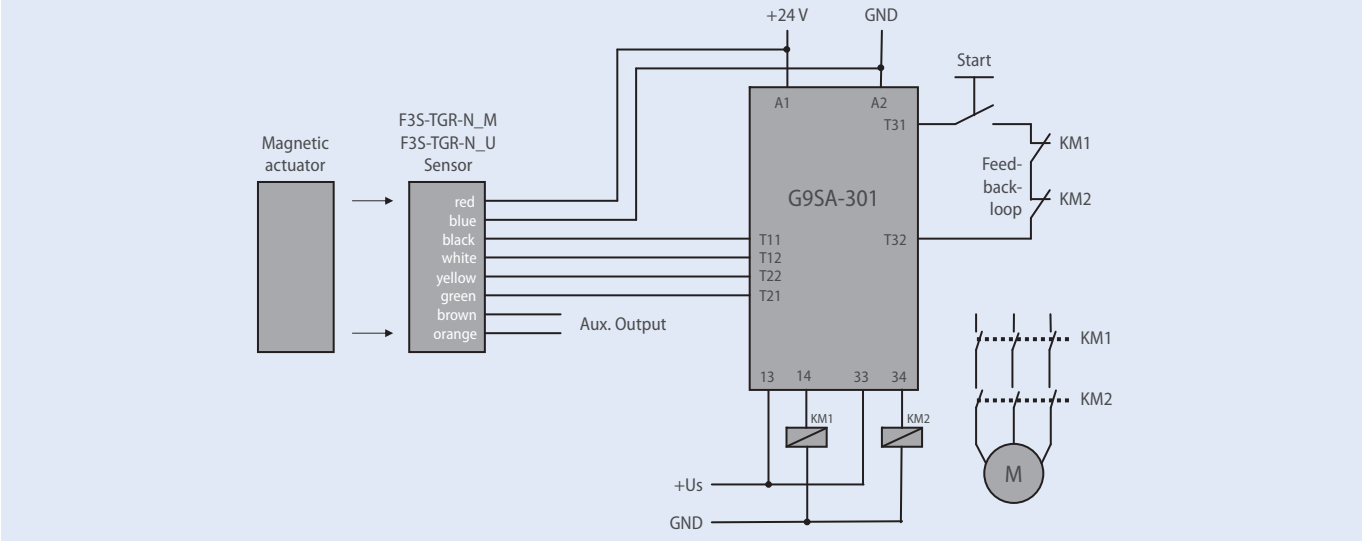 +24 V
GND
Start
A1
A2
T31
F3S-TGR-N_M
F3S-TGR-N_U
Sensor
Magnetic
actuator
KM1
Feed-
back-
loop
KM2
G9SA-301
red
blue
black
white
yellow
green
brown
orange
T11
T12
T22
T21
T32
Aux. Output
KM1
KM2
M
13
14
33
34
KM1
KM2
+Us
GND